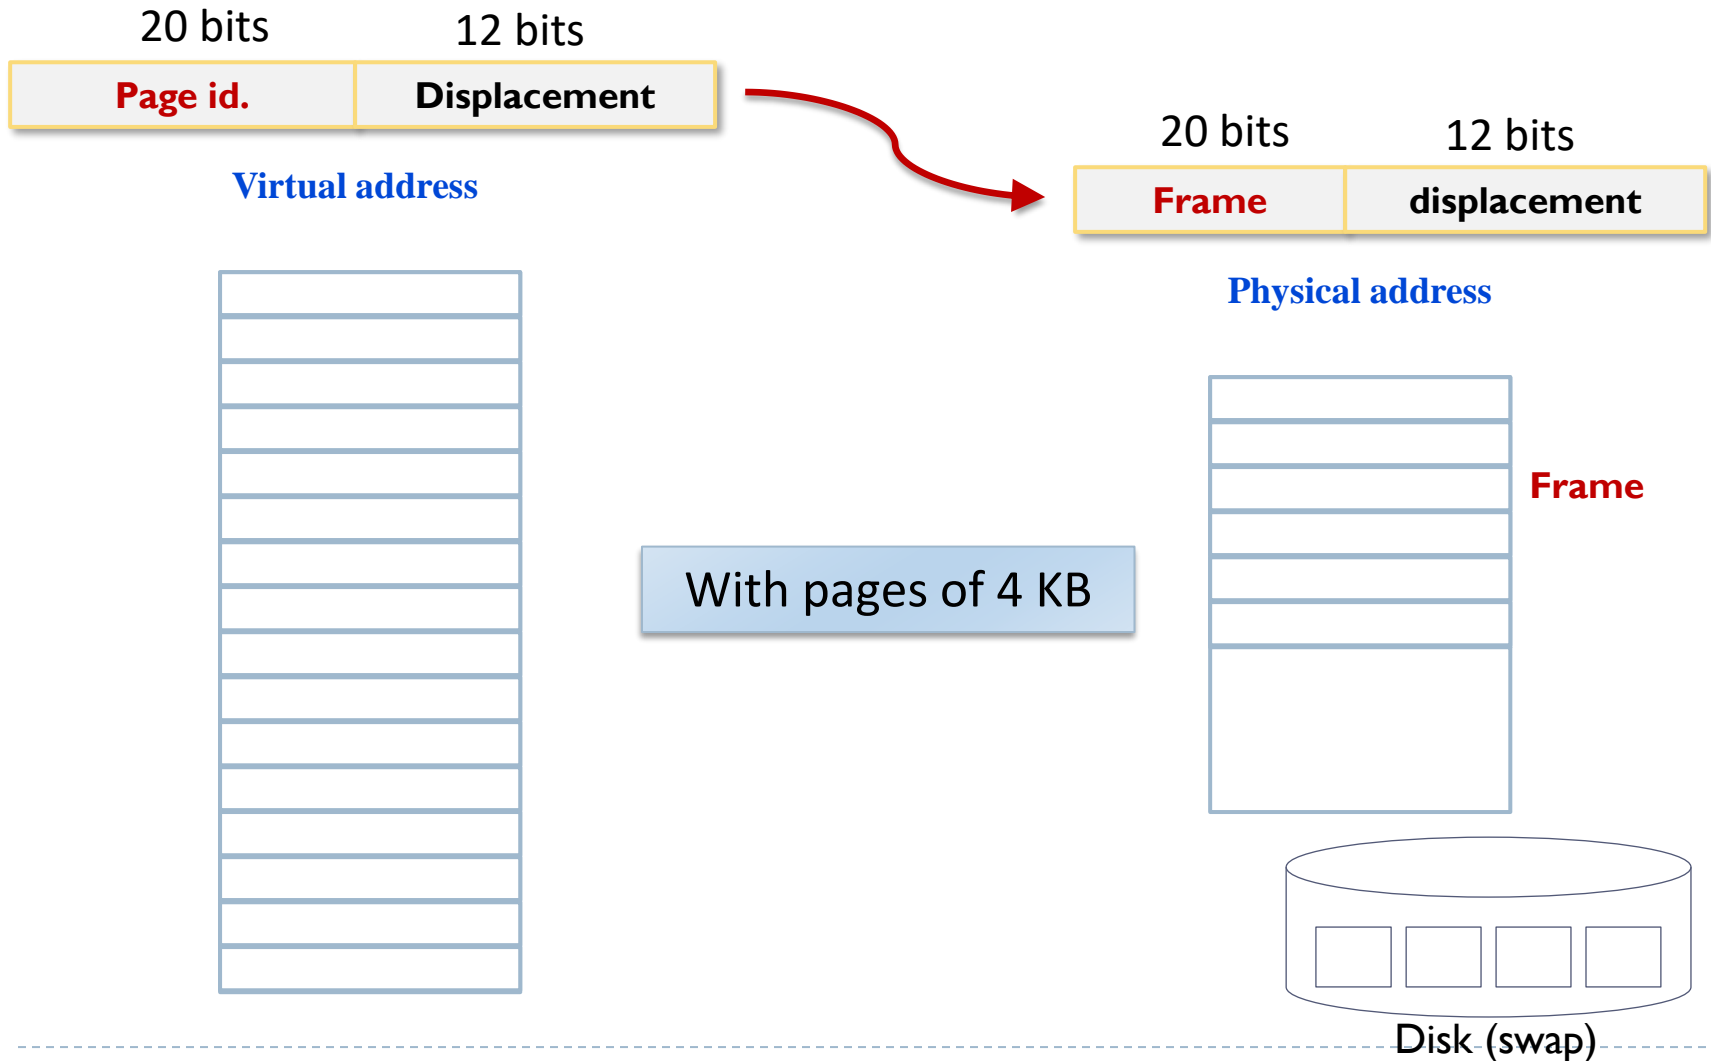 20 bits 12 bits
Page id. Displacement
Virtual address
20 bits 12 bits
Frame displacement
Physical address
Frame
With pages of 4 KB
Disk (swap)